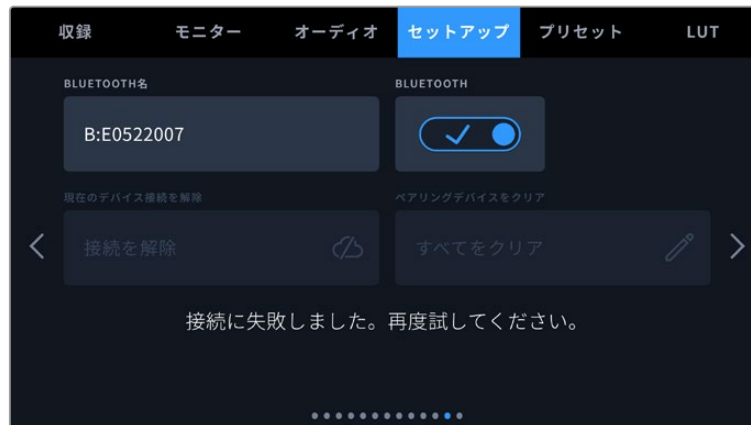 収録 モニター オーディオ セットアップ プリセット LUT
BLUETOOTH名 BLUETOOTH
B:E0522007
現在のデバイス接続を解除 ペアリングデバイスをクリア
接続を解除 すべてをクリア
接続に失敗しました。再度試してください。